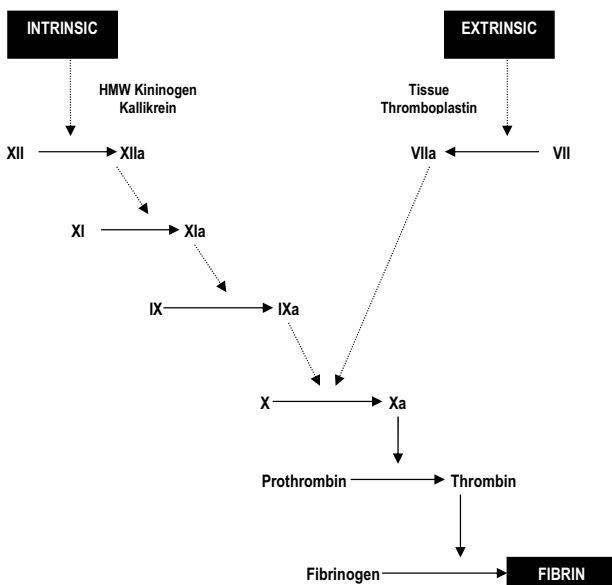 INTRINSIC
EXTRINSIC
HMW Kininogen
Kallikrein
Tissue
Thromboplastin
XII
XIIa
VIIa
VII
XI
XIa
IX
IXa
X
Xa
Prothrombin
Thrombin
Fibrinogen
FIBRIN